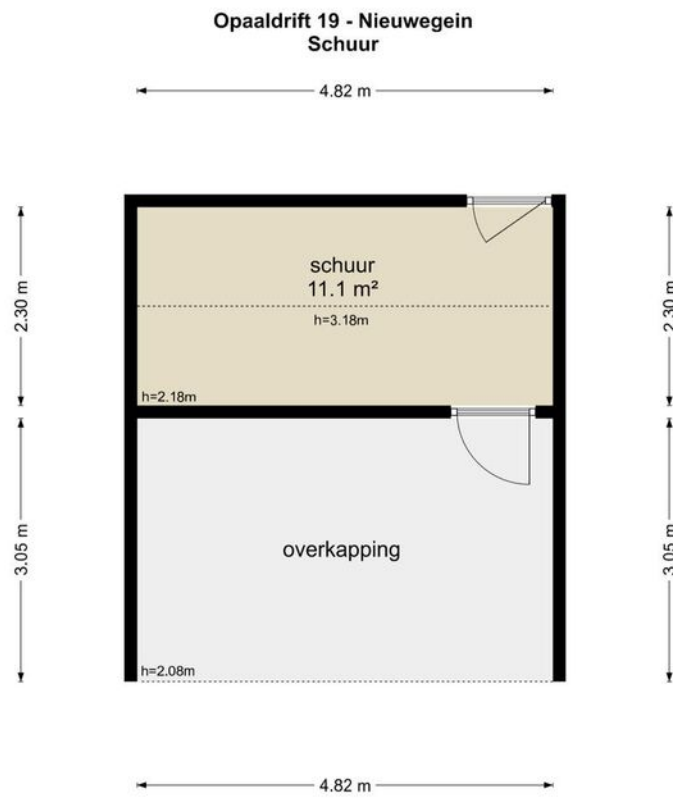 Opaaldrift 19 - Nieuwegein
Schuur
4.82 m
2.30 m
2.30 m
schuur
11.1 m²
h=3.18m
h=2.18m
3.05 m
3.05 m
overkapping
h=2.08m
4.82 m